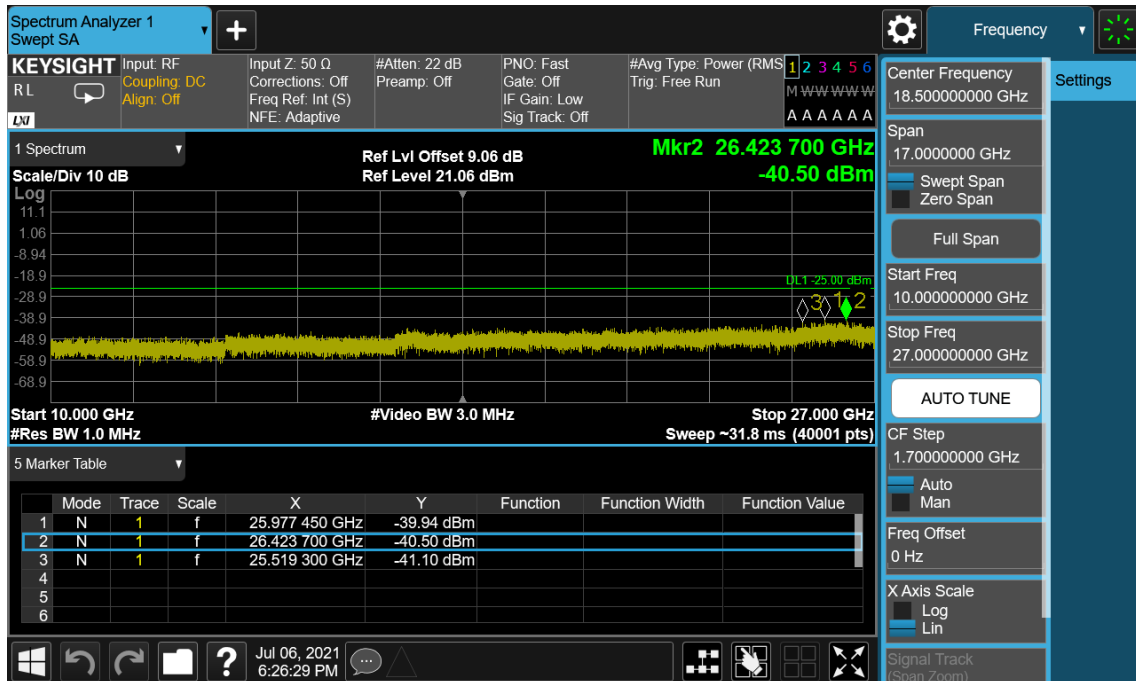 Spectrum Analyzer 1
Swept SA
Frequency
KEYSIGHT
R L
LXI
Input: RF
Coupling: DC
Align: Off
Input Z: 50 Ω
Corrections: Off
Freq Ref: Int (S)
NFE: Adaptive
#Atten: 22 dB
Preamp: Off
PNO: Fast
Gate: Off
IF Gain: Low
Sig Track: Off
#Avg Type: Power (RMS
Trig: Free Run
1 2 3 4 5 6
M W W W W W
A A A A A A
1 Spectrum
Scale/Div 10 dB
Ref Lvl Offset 9.06 dB
Ref Level 21.06 dBm
Mkr2 26.423 700 GHz
-40.50 dBm
Log
11.1
1.06
-8.94
-18.9
-28.9
-38.9
-48.9
-58.9
-68.9
DL1 -25.00 dBm
3 1 2
Start 10.000 GHz
#Video BW 3.0 MHz
Stop 27.000 GHz
#Res BW 1.0 MHz
Sweep ~31.8 ms (40001 pts)
5 Marker Table
Mode Trace Scale X Y Function Function Width Function Value
1 N 1 f 25.977 450 GHz -39.94 dBm
2 N 1 f 26.423 700 GHz -40.50 dBm
3 N 1 f 25.519 300 GHz -41.10 dBm
4
5
6
?
Jul 06, 2021
6:26:29 PM
Center Frequency
18.500000000 GHz
Span
17.0000000 GHz
Swept Span
Zero Span
Full Span
Start Freq
10.000000000 GHz
Stop Freq
27.000000000 GHz
AUTO TUNE
CF Step
1.700000000 GHz
Auto
Man
Freq Offset
0 Hz
X Axis Scale
Log
Lin
Signal Track
(Span Zoom)
Settings